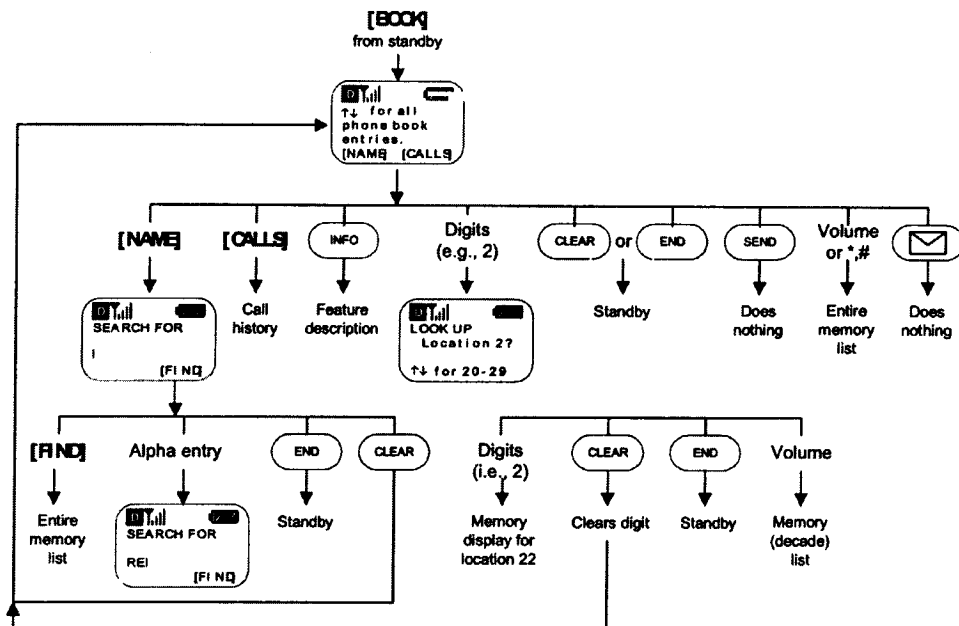 [BOOK]
from standby
D
↑↓ for all
phone book
entries.
[NAME] [CALLS]
[NAME]
[CALLS]
INFO
Digits
(e.g., 2)
CLEAR or END
SEND
Volume
or *,#
Call
history
Feature
description
Standby
Does
nothing
Entire
memory
list
Does
nothing
D
SEARCH FOR
I
[FIND]
D
LOOK UP
Location 2?
↑↓ for 20-29
[FIND]
Alpha entry
END
CLEAR
Digits
(i.e., 2)
CLEAR
END
Volume
Entire
memory
list
D
SEARCH FOR
REI
[FIND]
Standby
Memory
display for
location 22
Clears digit
Standby
Memory
(decade)
list